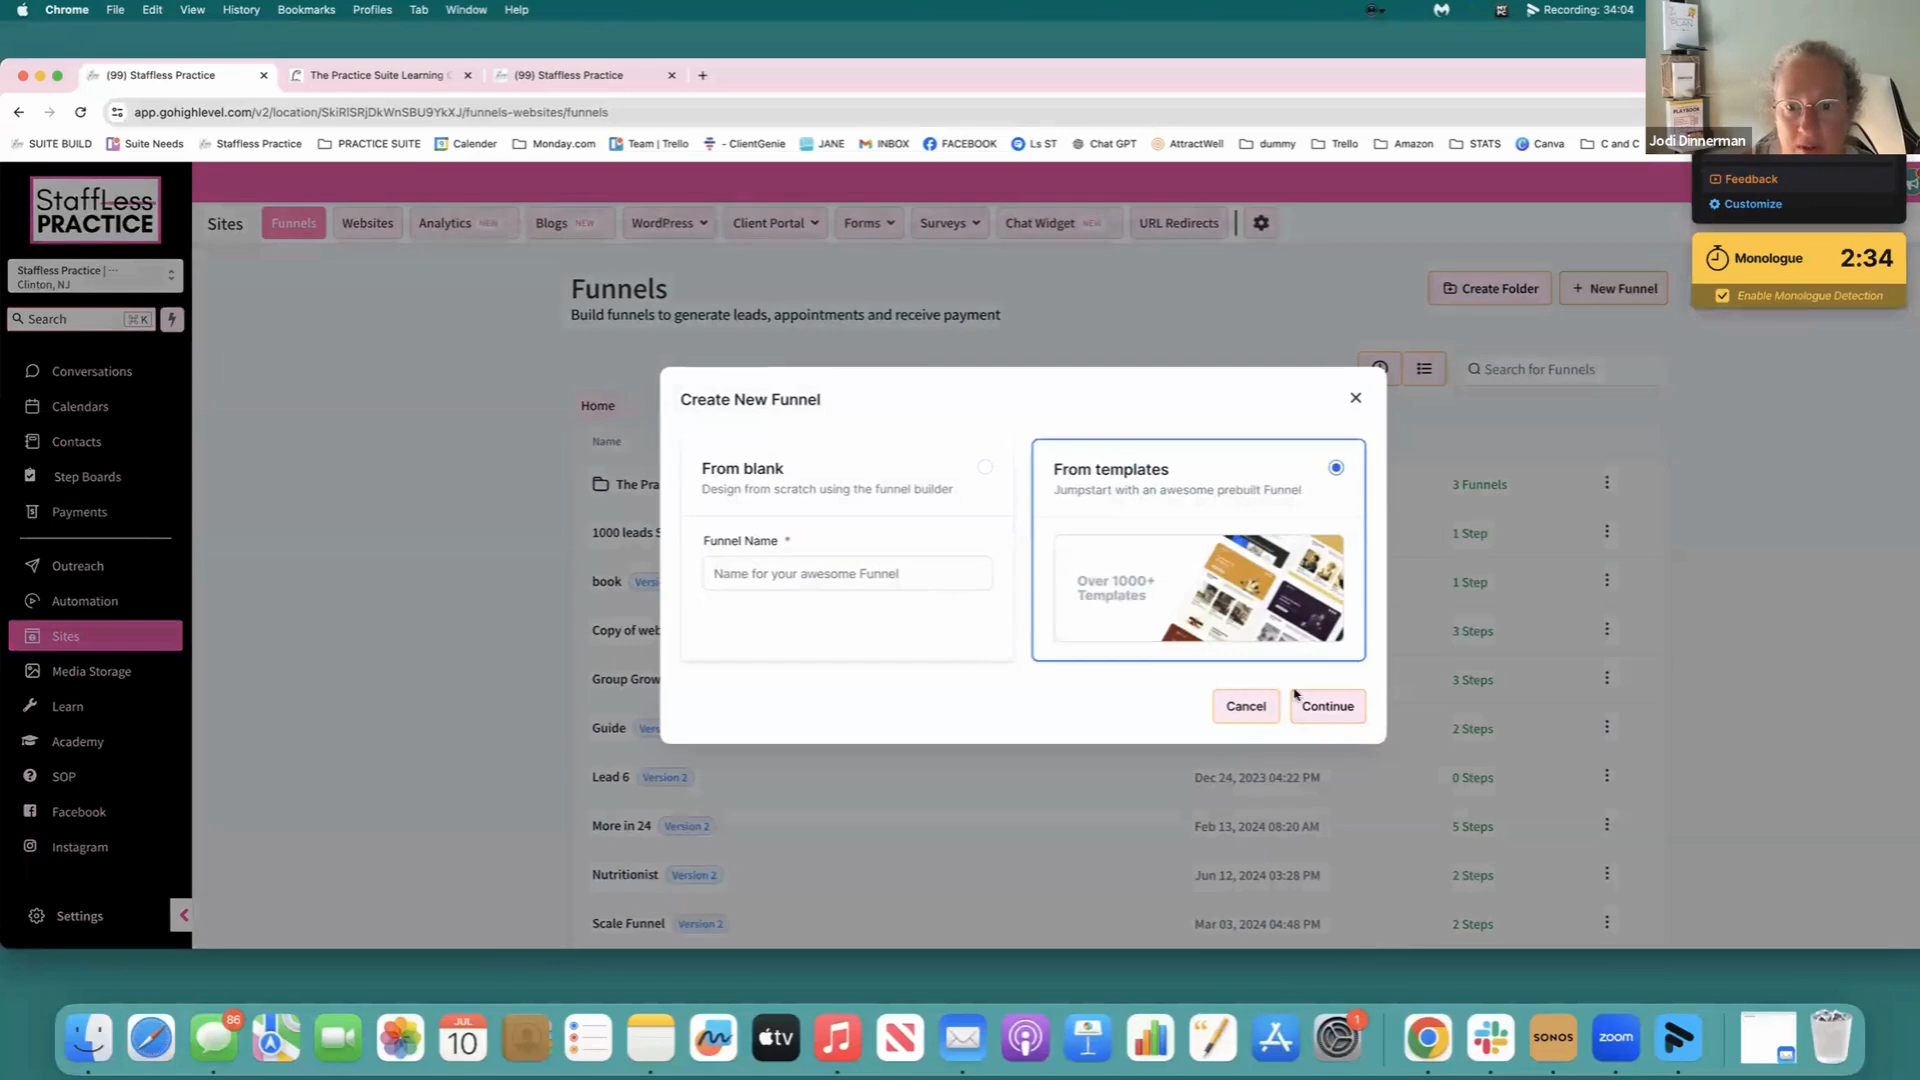 Chrome File Edit View History Bookmarks Profiles Tab Window Help
Recording: 34:04
(99) Staffless Practice
The Practice Suite Learning
(99) Staffless Practice
app.gohighlevel.com/v2/location/SkiRlSRjDkWnSBU9YkXJ/funnels-websites/funnels
SUITE BUILD Suite Needs Staffless Practice PRACTICE SUITE Calender Monday.com Team | Trello - ClientGenie JANE INBOX FACEBOOK Ls ST Chat GPT AttractWell dummy Trello Amazon STATS Canva C and C
Jodi Dinnerman
Feedback
Customize
Monologue 2:34
Enable Monologue Detection
STAFFLESS
PRACTICE
Staffless Practice | ...
Clinton, NJ
Search ⌘K
Conversations
Calendars
Contacts
Step Boards
Payments
Outreach
Automation
Sites
Media Storage
Learn
Academy
SOP
Facebook
Instagram
Settings
Sites Funnels Websites Analytics NEW Blogs NEW WordPress Client Portal Forms Surveys Chat Widget NEW URL Redirects
Funnels
Build funnels to generate leads, appointments and receive payment
Create Folder + New Funnel
Search for Funnels
Home
Name
The Pra 3 Funnels
1000 leads S 1 Step
book Versi 1 Step
Copy of web 3 Steps
Group Grow 3 Steps
Guide Vers 2 Steps
Lead 6 Version 2 Dec 24, 2023 04:22 PM 0 Steps
More in 24 Version 2 Feb 13, 2024 08:20 AM 5 Steps
Nutritionist Version 2 Jun 12, 2024 03:28 PM 2 Steps
Scale Funnel Version 2 Mar 03, 2024 04:48 PM 2 Steps
Create New Funnel
From blank
Design from scratch using the funnel builder
Funnel Name *
Name for your awesome Funnel
From templates
Jumpstart with an awesome prebuilt Funnel
Over 1000+
Templates
Cancel Continue
86
JUL
10
tv
1
SONOS
zoom